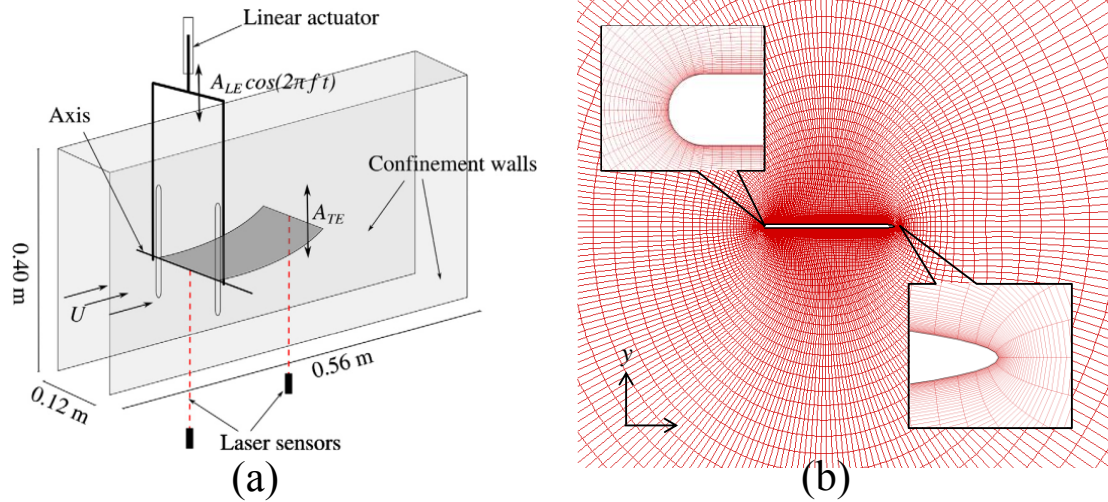 Linear actuator
A_LE cos(2π f t)
Axis
Confinement walls
A_TE
0.40 m
U
0.56 m
0.12 m
Laser sensors
(a)
y
(b)